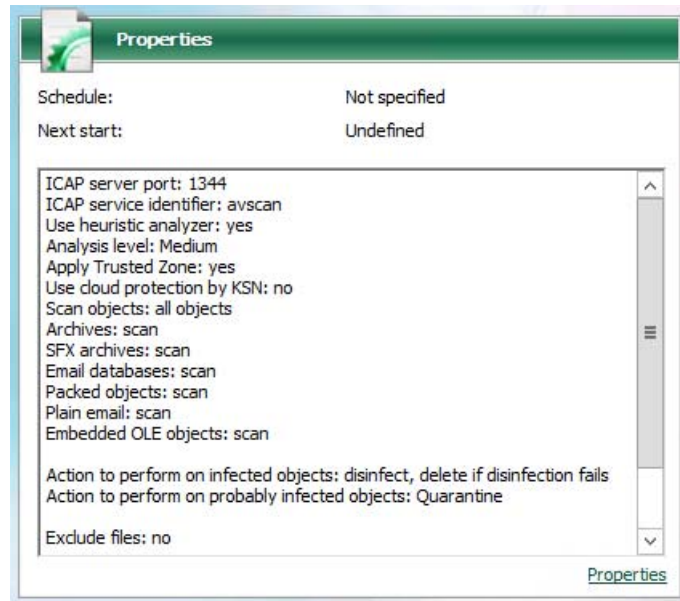 Properties
Schedule: Not specified
Next start: Undefined
ICAP server port: 1344
ICAP service identifier: avscan
Use heuristic analyzer: yes
Analysis level: Medium
Apply Trusted Zone: yes
Use cloud protection by KSN: no
Scan objects: all objects
Archives: scan
SFX archives: scan
Email databases: scan
Packed objects: scan
Plain email: scan
Embedded OLE objects: scan
Action to perform on infected objects: disinfect, delete if disinfection fails
Action to perform on probably infected objects: Quarantine
Exclude files: no
Properties